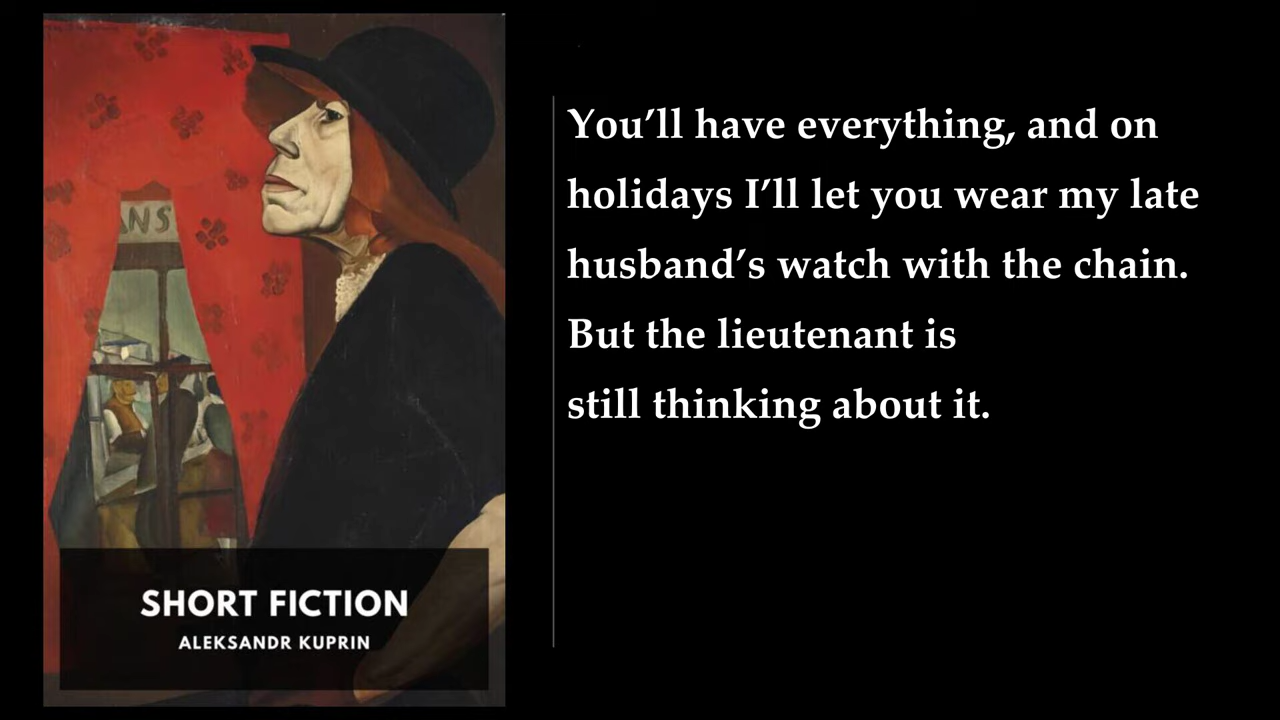 ANS
SHORT FICTION
ALEKSANDR KUPRIN
You’ll have everything, and on
holidays I’ll let you wear my late
husband’s watch with the chain.
But the lieutenant is
still thinking about it.